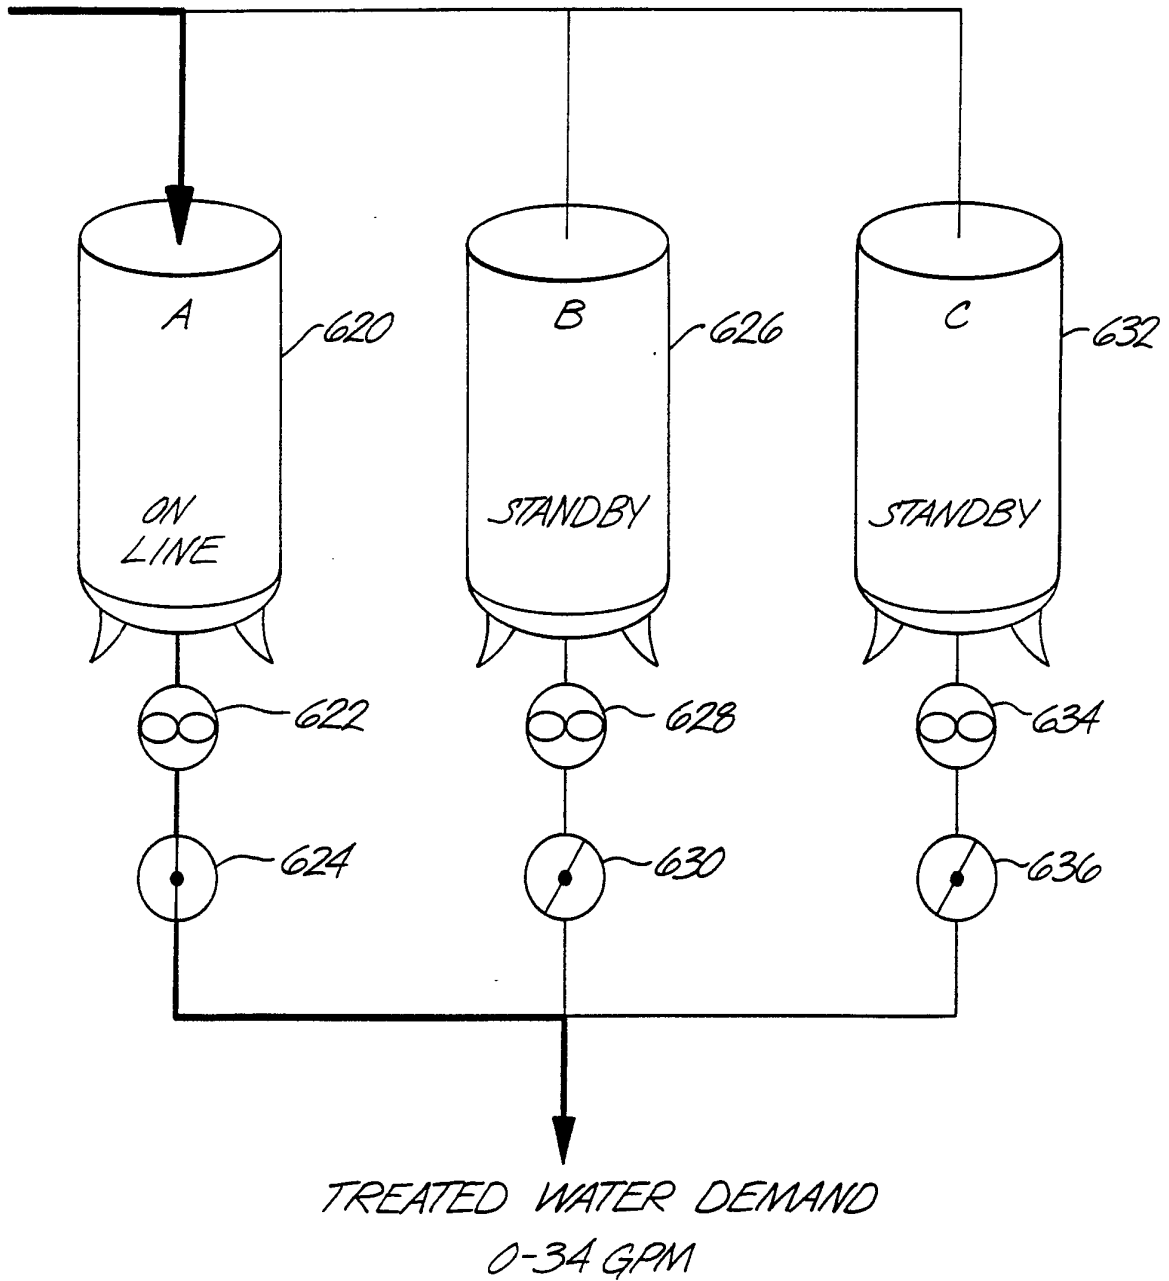 A
B
C
620
626
632
ON
LINE
STANDBY
STANDBY
622
628
634
624
630
636
TREATED WATER DEMAND
0-34 GPM